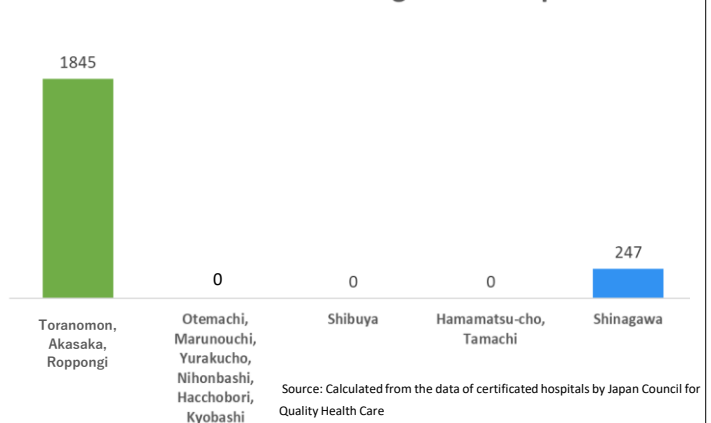 1845
0
0
0
247
Toranomon,
Akasaka,
Roppongi
Otemachi,
Marunouchi,
Yurakucho,
Nihonbashi,
Hacchobori,
Kyobashi
Shibuya
Hamamatsu-cho,
Tamachi
Shinagawa
Source: Calculated from the data of certificated hospitals by Japan Council for
Quality Health Care